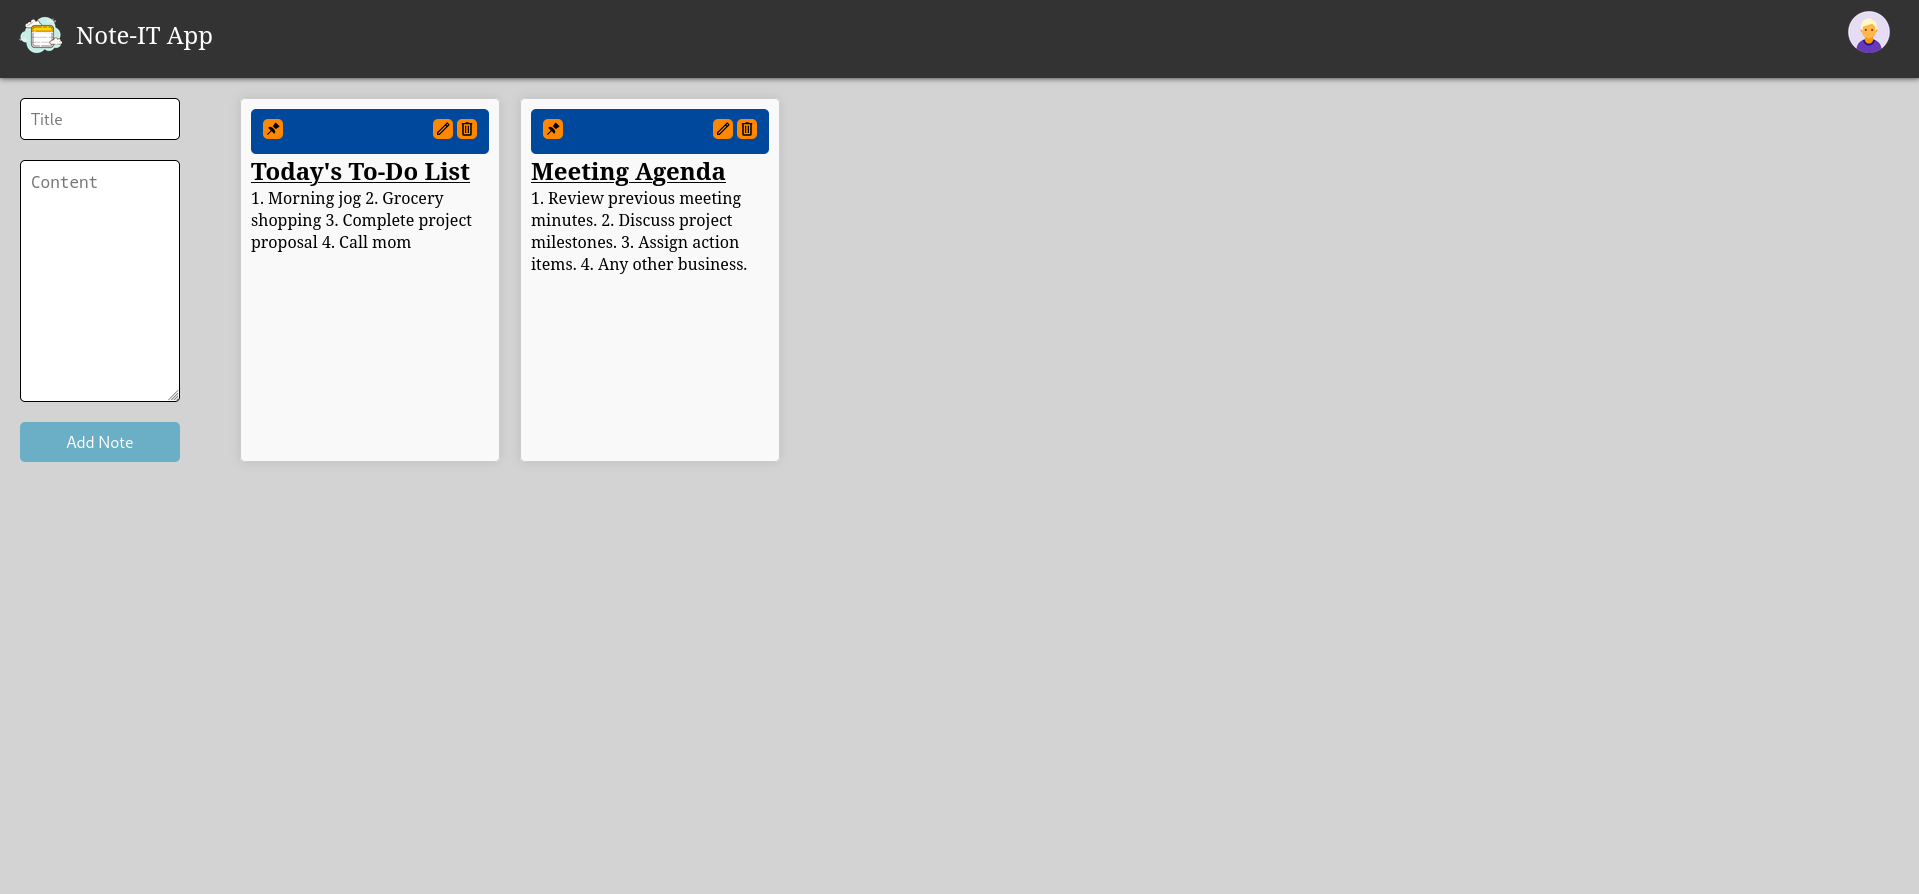 Note-IT App
Title
Content
Add Note
Today's To-Do List
1. Morning jog 2. Grocery
shopping 3. Complete project
proposal 4. Call mom
Meeting Agenda
1. Review previous meeting
minutes. 2. Discuss project
milestones. 3. Assign action
items. 4. Any other business.